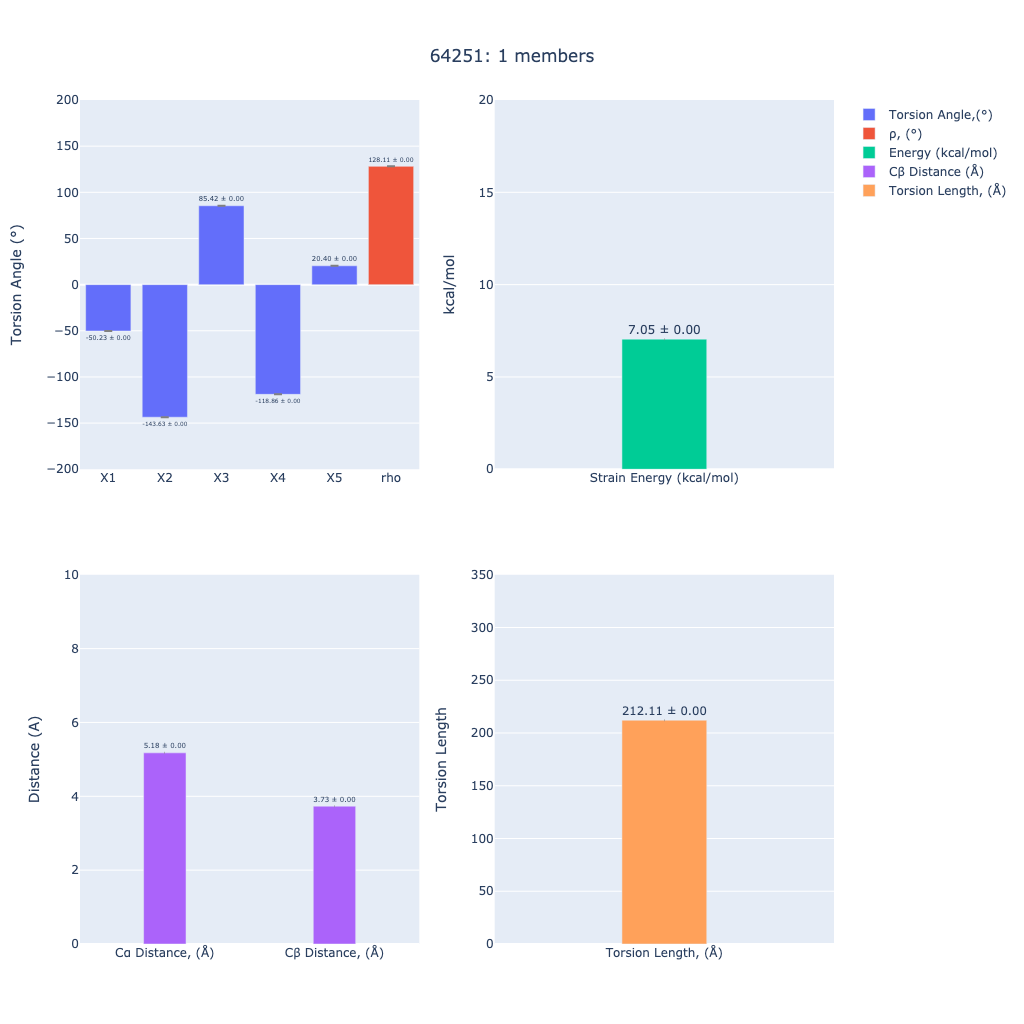 64251: 1 members
Torsion Angle (°)
200
150
100
50
0
−50
−100
−150
−200
-50.23 ± 0.00
-143.63 ± 0.00
85.42 ± 0.00
-118.86 ± 0.00
20.40 ± 0.00
128.11 ± 0.00
X1 X2 X3 X4 X5 rho
kcal/mol
20
15
10
5
0
7.05 ± 0.00
Strain Energy (kcal/mol)
Torsion Angle,(°)
ρ, (°)
Energy (kcal/mol)
Cβ Distance (Å)
Torsion Length, (Å)
Distance (A)
10
8
6
4
2
0
5.18 ± 0.00
3.73 ± 0.00
Cα Distance, (Å) Cβ Distance, (Å)
Torsion Length
350
300
250
200
150
100
50
0
212.11 ± 0.00
Torsion Length, (Å)